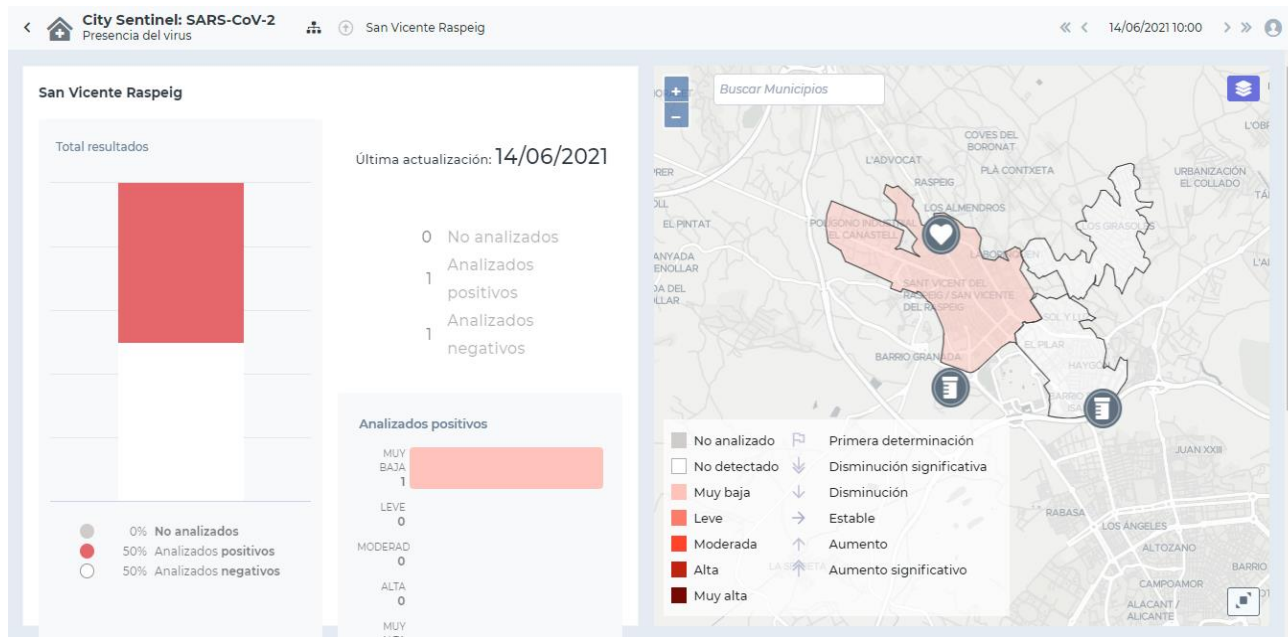 City Sentinel: SARS-CoV-2
Presencia del virus
San Vicente Raspeig
14/06/2021 10:00
San Vicente Raspeig
Total resultados
0% No analizados
50% Analizados positivos
50% Analizados negativos
Última actualización: 14/06/2021
0 No analizados
1 Analizados positivos
1 Analizados negativos
Analizados positivos
MUY
BAJA
1
LEVE
0
MODERAD
0
ALTA
0
MUY
Buscar Municipios
COVES DEL
BORONAT
L'ADVOCAT
PLÀ CONTXETA
RASPEIG
URBANIZACIÓN
EL COLLADO
LOS ALMENDROS
EL PINTAT
POLÍGONO INDUSTRIAL
EL CANASTELL
LOS GRASOLES
SANT VICENT DEL
RASPEIG / SAN VICENTE
DEL RASPEIG
SOL Y LUZ
EL PILAR
BARRIO GRANADA
HAYGÓN
JUAN XXIII
RABASA
LOS ÁNGELES
ALTOZANO
BARRIO
CAMPOAMOR
ALACANT /
ALICANTE
No analizado
No detectado
Muy baja
Leve
Moderada
Alta
Muy alta
Primera determinación
Disminución significativa
Disminución
Estable
Aumento
Aumento significativo